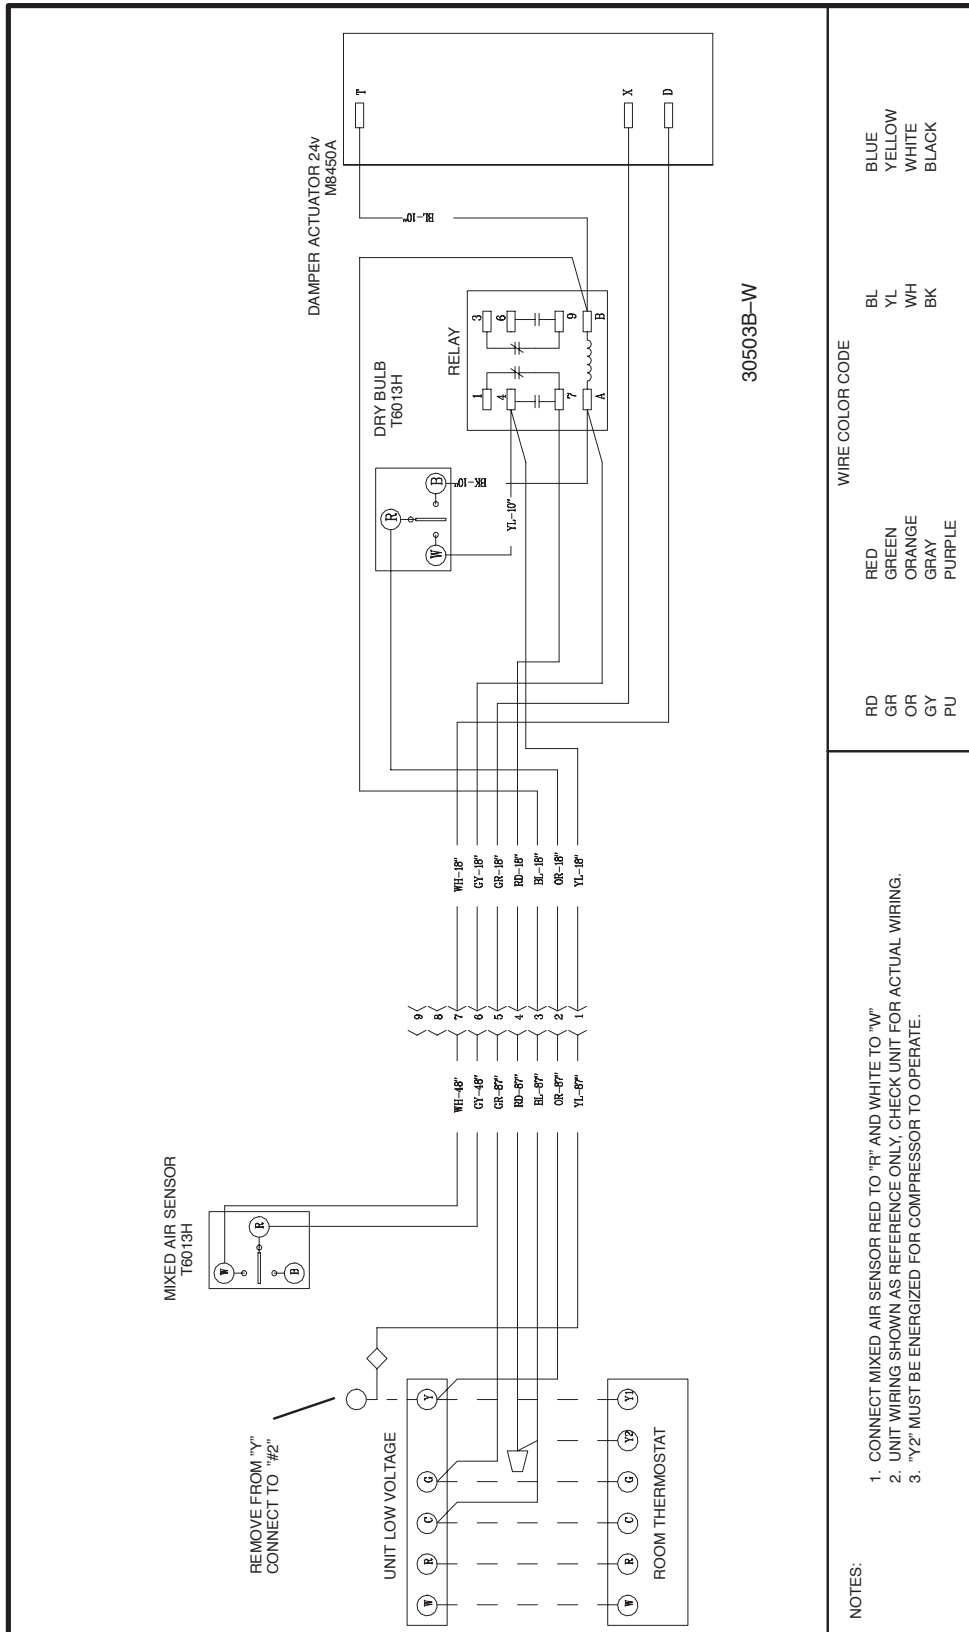 DAMPER ACTUATOR 24v
M8450A
T
X
D
BL-10"
DRY BULB
T6013H
R
W
B
BK-10"
YL-10"
RELAY
1
3
4
6
7
9
A
B
30503B–W
WH-18"
GY-18"
GR-18"
RD-18"
BL-18"
OR-18"
YL-18"
9
8
7
6
5
4
3
2
1
WH-48"
GY-48"
GR-87"
RD-87"
BL-87"
OR-87"
YL-87"
MIXED AIR SENSOR
T6013H
W
R
B
REMOVE FROM "Y"
CONNECT TO "#2"
UNIT LOW VOLTAGE
W
R
C
G
Y
ROOM THERMOSTAT
W
R
C
G
Y2
Y1
NOTES:
1. CONNECT MIXED AIR SENSOR RED TO "R" AND WHITE TO "W"
2. UNIT WIRING SHOWN AS REFERENCE ONLY, CHECK UNIT FOR ACTUAL WIRING.
3. "Y2" MUST BE ENERGIZED FOR COMPRESSOR TO OPERATE.
WIRE COLOR CODE
RD RED BL BLUE
GR GREEN YL YELLOW
OR ORANGE WH WHITE
GY GRAY BK BLACK
PU PURPLE